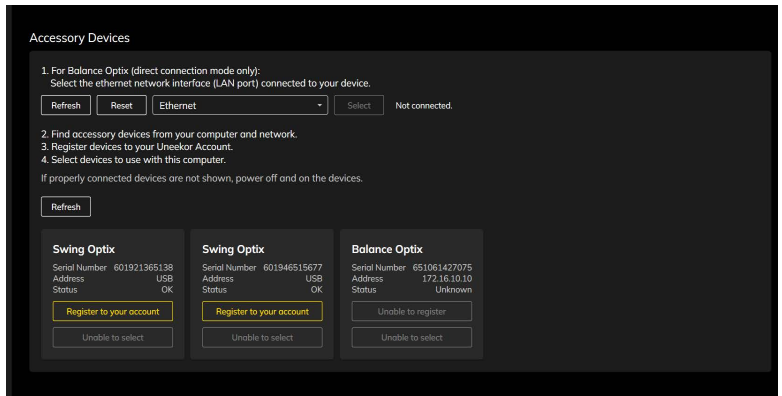 Accessory Devices
1. For Balance Optix (direct connection mode only):
Select the ethernet network interface (LAN port) connected to your device.
Refresh Reset Ethernet Select Not connected.
2. Find accessory devices from your computer and network.
3. Register devices to your Uneekor Account.
4. Select devices to use with this computer.
If properly connected devices are not shown, power off and on the devices.
Refresh
Swing Optix
Serial Number 601921365138
Address USB
Status OK
Register to your account
Unable to select
Swing Optix
Serial Number 601946515677
Address USB
Status OK
Register to your account
Unable to select
Balance Optix
Serial Number 651061427075
Address 172.16.10.10
Status Unknown
Unable to register
Unable to select